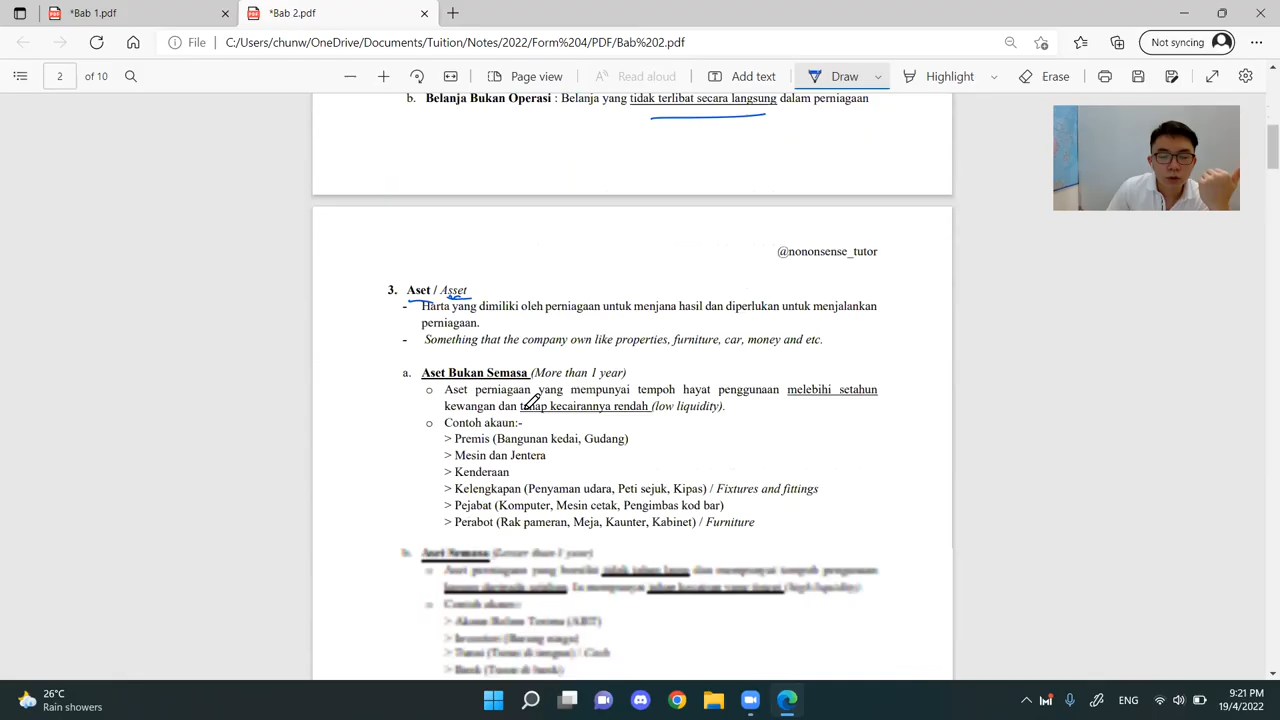 *Bab 1.pdf
*Bab 2.pdf
File
C:/Users/chunw/OneDrive/Documents/Tuition/Notes/2022/Form%204/PDF/Bab%202.pdf
Not syncing
2 of 10
Page view
Read aloud
Add text
Draw
Highlight
Erase
b. Belanja Bukan Operasi : Belanja yang tidak terlibat secara langsung dalam perniagaan
@nononsense_tutor
3. Aset / Asset
- Harta yang dimiliki oleh perniagaan untuk menjana hasil dan diperlukan untuk menjalankan
perniagaan.
- Something that the company own like properties, furniture, car, money and etc.
a. Aset Bukan Semasa (More than 1 year)
o Aset perniagaan yang mempunyai tempoh hayat penggunaan melebihi setahun
kewangan dan tahap kecairannya rendah (low liquidity).
o Contoh akaun:-
> Premis (Bangunan kedai, Gudang)
> Mesin dan Jentera
> Kenderaan
> Kelengkapan (Penyaman udara, Peti sejuk, Kipas) / Fixtures and fittings
> Pejabat (Komputer, Mesin cetak, Pengimbas kod bar)
> Perabot (Rak pameran, Meja, Kaunter, Kabinet) / Furniture
b. Aset Semasa
o Aset perniagaan yang
o Contoh akaun:
26°C
Rain showers
ENG
9:21 PM
19/4/2022